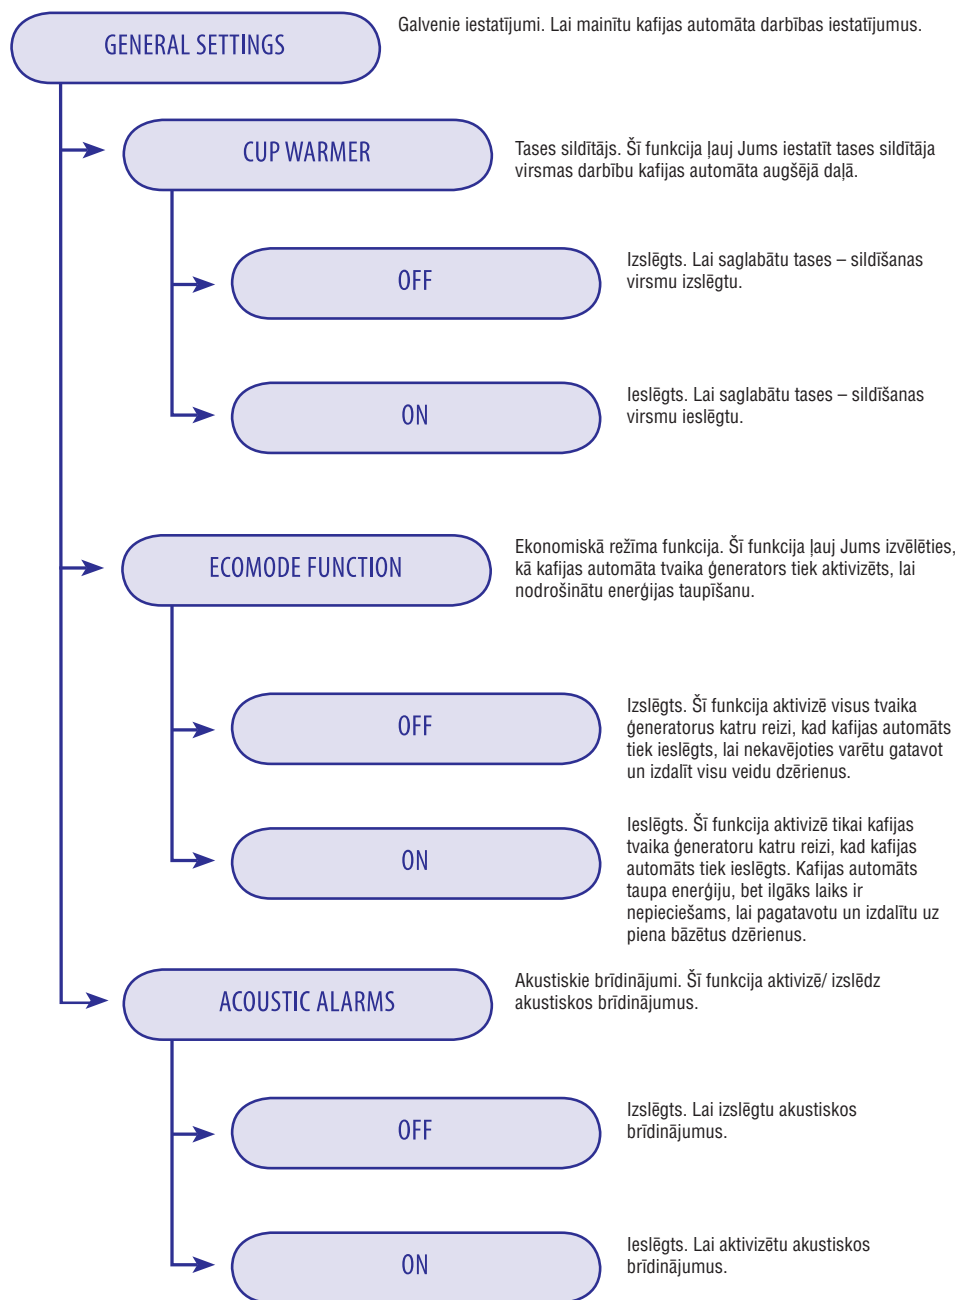 GENERAL SETTINGS
Galvenie iestatījumi. Lai mainītu kafijas automāta darbības iestatījumus.
CUP WARMER
Tases sildītājs. Šī funkcija ļauj Jums iestatīt tases sildītāja
virsmas darbību kafijas automāta augšējā daļā.
OFF
Izslēgts. Lai saglabātu tases – sildīšanas
virsmu izslēgtu.
ON
Ieslēgts. Lai saglabātu tases – sildīšanas
virsmu ieslēgtu.
ECOMODE FUNCTION
Ekonomiskā režīma funkcija. Šī funkcija ļauj Jums izvēlēties,
kā kafijas automāta tvaika ģenerators tiek aktivizēts, lai
nodrošinātu enerģijas taupīšanu.
OFF
Izslēgts. Šī funkcija aktivizē visus tvaika
ģeneratorus katru reizi, kad kafijas automāts
tiek ieslēgts, lai nekavējoties varētu gatavot
un izdalīt visu veidu dzērienus.
ON
Ieslēgts. Šī funkcija aktivizē tikai kafijas
tvaika ģeneratoru katru reizi, kad kafijas
automāts tiek ieslēgts. Kafijas automāts
taupa enerģiju, bet ilgāks laiks ir
nepieciešams, lai pagatavotu un izdalītu uz
piena bāzētus dzērienus.
ACOUSTIC ALARMS
Akustiskie brīdinājumi. Šī funkcija aktivizē/ izslēdz
akustiskos brīdinājumus.
OFF
Izslēgts. Lai izslēgtu akustiskos
brīdinājumus.
ON
Ieslēgts. Lai aktivizētu akustiskos
brīdinājumus.